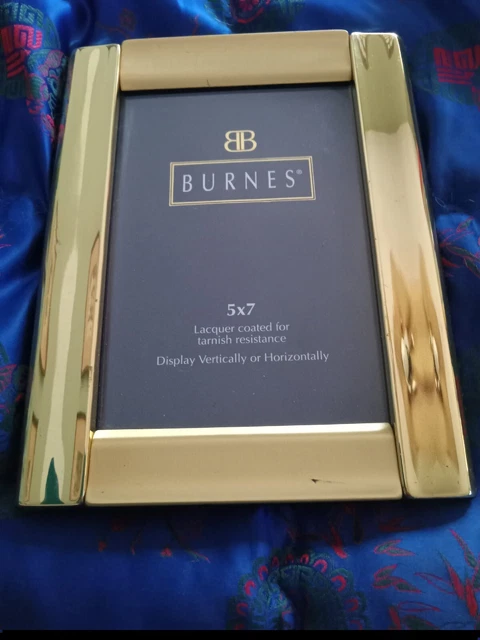 BB
BURNES®
5x7
Lacquer coated for
tarnish resistance
Display Vertically or Horizontally